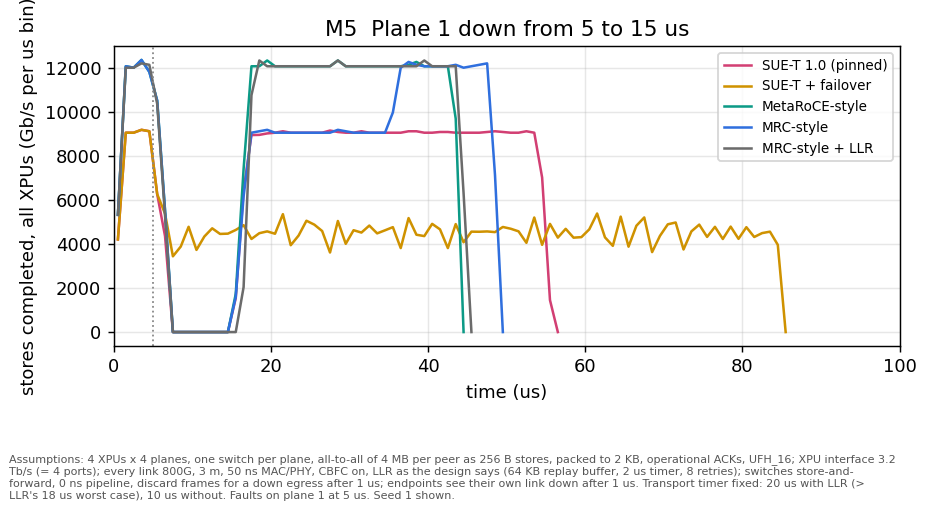 M5  Plane 1 down from 5 to 15 us
stores completed, all XPUs (Gb/s per us bin)
12000
10000
8000
6000
4000
2000
0
SUE-T 1.0 (pinned)
SUE-T + failover
MetaRoCE-style
MRC-style
MRC-style + LLR
0 20 40 60 80 100
time (us)
Assumptions: 4 XPUs x 4 planes, one switch per plane, all-to-all of 4 MB per peer as 256 B stores, packed to 2 KB, operational ACKs, UFH_16; XPU interface 3.2
Tb/s (= 4 ports); every link 800G, 3 m, 50 ns MAC/PHY, CBFC on, LLR as the design says (64 KB replay buffer, 2 us timer, 8 retries); switches store-and-
forward, 0 ns pipeline, discard frames for a down egress after 1 us; endpoints see their own link down after 1 us. Transport timer fixed: 20 us with LLR (>
LLR's 18 us worst case), 10 us without. Faults on plane 1 at 5 us. Seed 1 shown.